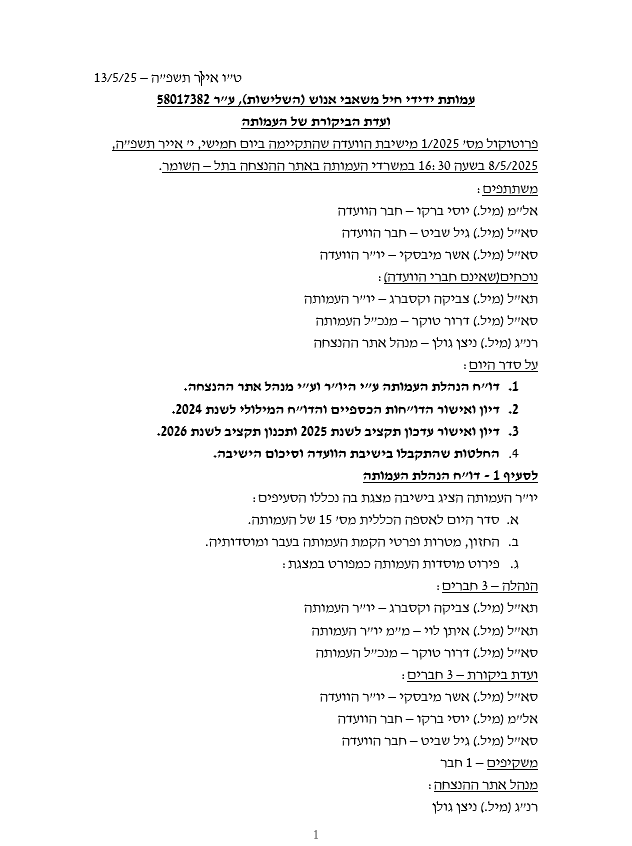 ט״ו אייר תשפ״ה – 13/5/25
עמותת ידידי חיל משאבי אנוש (השלישות), ע״ר 58017382
ועדת הביקורת של העמותה
פרוטוקול מס׳ 1/2025 מישיבת הוועדה שהתקיימה ביום חמישי, י׳ אייר תשפ״ה,
8/5/2025 בשעה 16:30 במשרדי העמותה באתר ההנצחה בתל – השומר.
משתתפים:
אל״מ (מיל.) יוסי ברקו – חבר הוועדה
סא״ל (מיל.) גיל שביט – חבר הוועדה
סא״ל (מיל.) אשר מיבסקי – יו״ר הוועדה
נוכחים(שאינם חברי הוועדה):
תא״ל (מיל.) צביקה וקסברג – יו״ר העמותה
סא״ל (מיל.) דרור טוקר – מנכ״ל העמותה
רנ״ג (מיל.) ניצן גולן – מנהל אתר ההנצחה
על סדר היום:
1. דו״ח הנהלת העמותה ע״י היו״ר וע״י מנהל אתר ההנצחה.
2. דיון ואישור הדו״חות הכספיים והדו״ח המילולי לשנת 2024.
3. דיון ואישור עדכון תקציב לשנת 2025 ותכנון תקציב לשנת 2026.
4. החלטות שהתקבלו בישיבת הוועדה וסיכום הישיבה.
לסעיף 1 - דו״ח הנהלת העמותה
יו״ר העמותה הציג בישיבה מצגת בה נכללו הסעיפים:
א. סדר היום לאספה הכללית מס׳ 15 של העמותה.
ב. החזון, מטרות ופרטי הקמת העמותה בעבר ומוסדותיה.
ג. פירוט מוסדות העמותה כמפורט במצגת:
הנהלה – 3 חברים:
תא״ל (מיל.) צביקה וקסברג – יו״ר העמותה
תא״ל (מיל.) איתן לוי – מ״מ יו״ר העמותה
סא״ל (מיל.) דרור טוקר – מנכ״ל העמותה
ועדת ביקורת – 3 חברים:
סא״ל (מיל.) אשר מיבסקי – יו״ר הוועדה
אל״מ (מיל.) יוסי ברקו – חבר הוועדה
סא״ל (מיל.) גיל שביט – חבר הוועדה
משקיפים – 1 חבר
מנהל אתר ההנצחה:
רנ״ג (מיל.) ניצן גולן
1